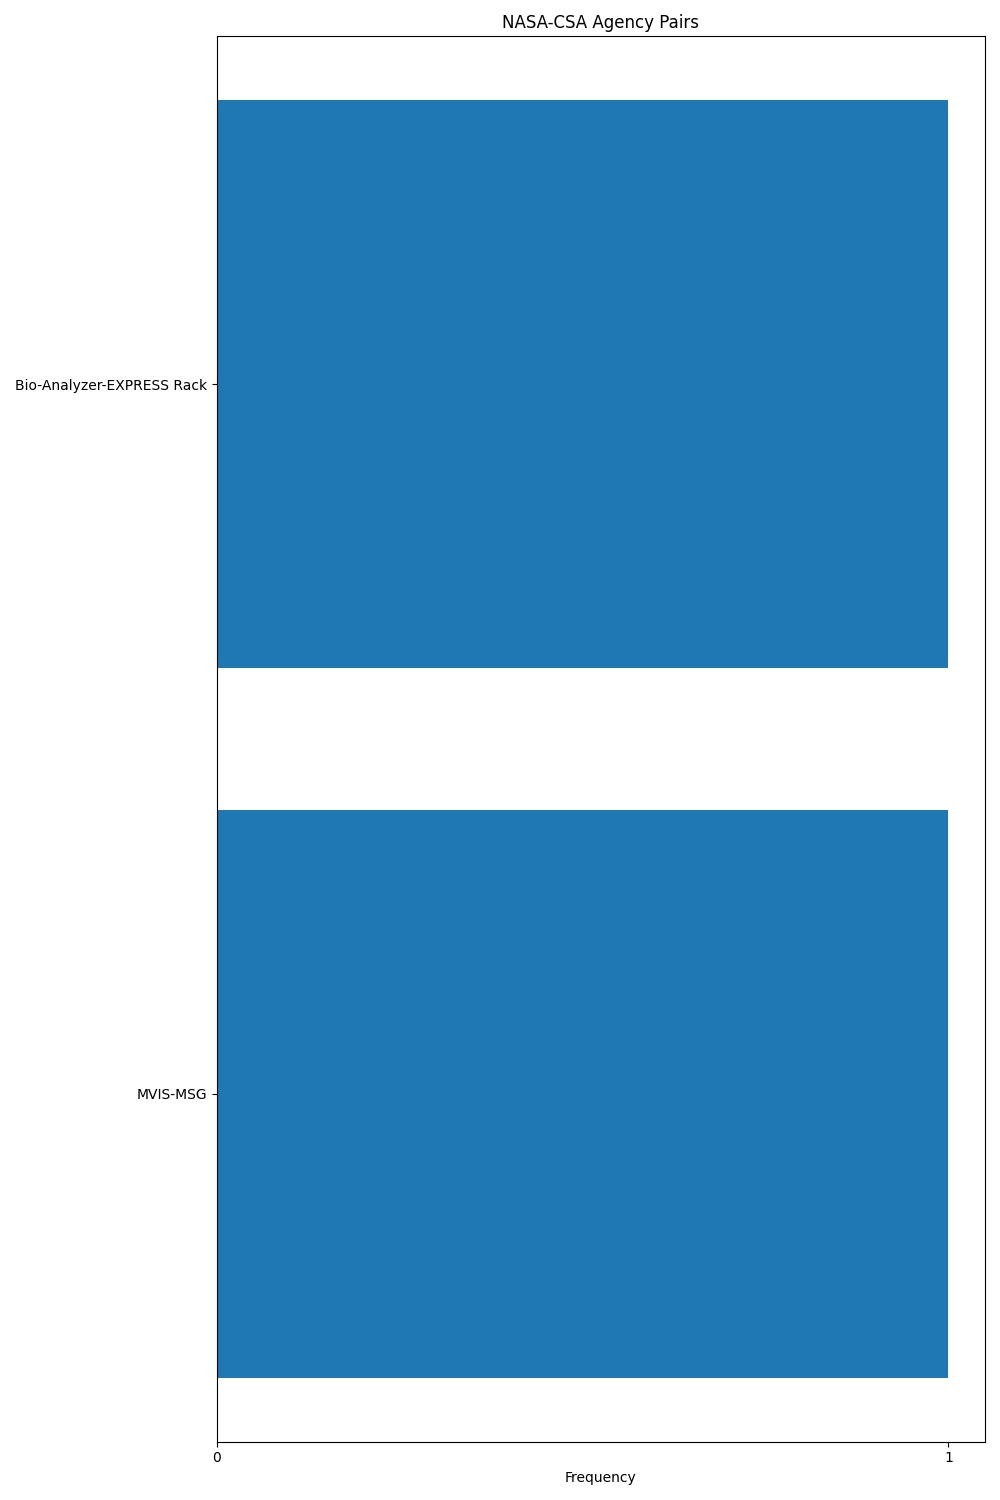 NASA-CSA Agency Pairs
Bio-Analyzer-EXPRESS Rack
MVIS-MSG
0 1
Frequency